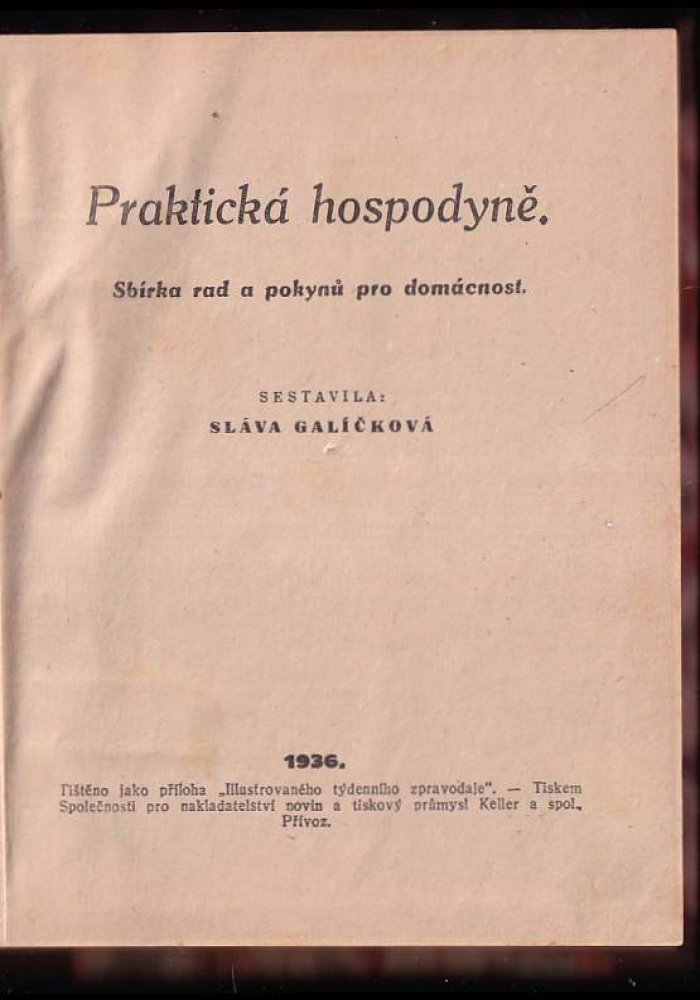 Praktická hospodyně.
Sbírka rad a pokynů pro domácnost.
SESTAVILA:
SLÁVA GALÍČKOVÁ
1936.
Tištěno jako příloha „Illustrovaného týdenního zpravodaje“. — Tiskem
Společnosti pro nakladatelství novin a tiskový průmysl Keller a spol.,
Přívoz.